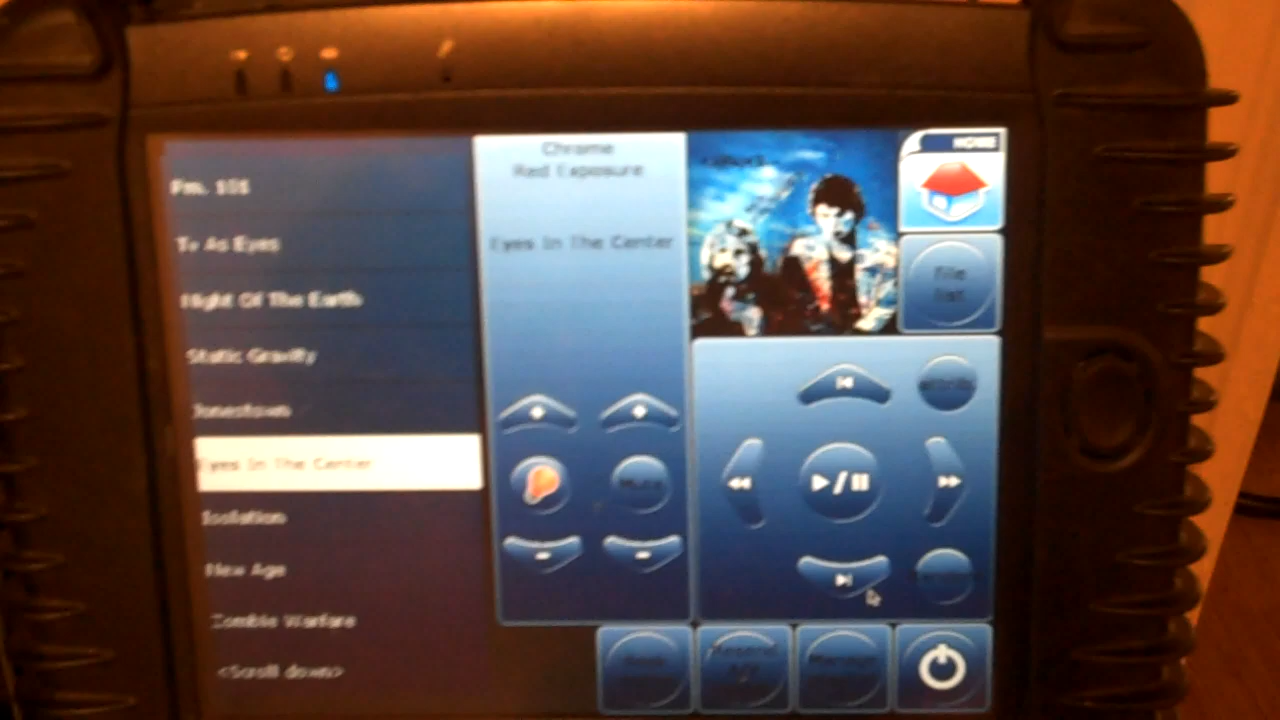 Fm. 101
Tv As Eyes
Night Of The Earth
Static Gravity
Jonestown
Eyes In The Center
Isolation
New Age
Zombie Warfare
<Scroll down>
Chrome
Red Exposure
Eyes In The Center
Mute
HOME
File
list